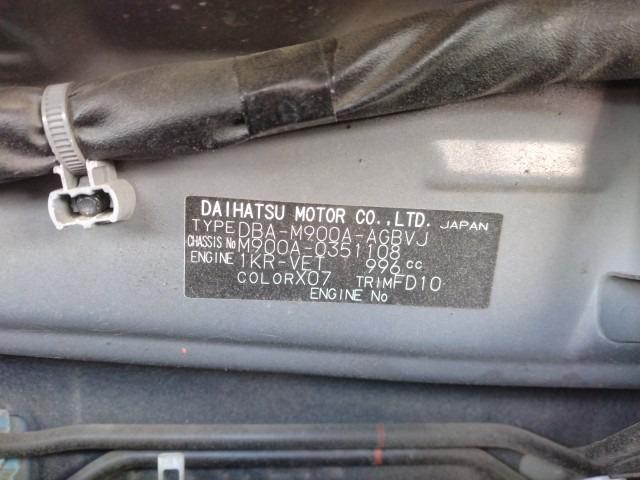 DAIHATSU MOTOR CO.,LTD. JAPAN
TYPE DBA-M900A-AGBVJ
CHASSIS No M900A-0351108
ENGINE 1KR-VET 996 cc
COLOR X07 TRIM FD10
ENGINE No